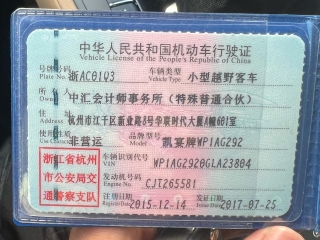 中华人民共和国机动车行驶证
Vehicle License of the People's Republic of China
号牌号码 Plate No. 浙AC01Q3 车辆类型 Vehicle Type 小型越野客车
所有人 中汇会计师事务所（特殊普通合伙）
住址 杭州市江干区新业路8号华联时代大厦A幢601室
使用性质 Use Character 非营运 品牌型号 Model 凯宴牌WP1AG292
浙江省杭州市公安局交通警察支队
车辆识别代号 VIN WP1AG2920GLA23804
发动机号码 Engine No. CJT265581
注册日期 2015-12-14 发证日期 2017-07-25